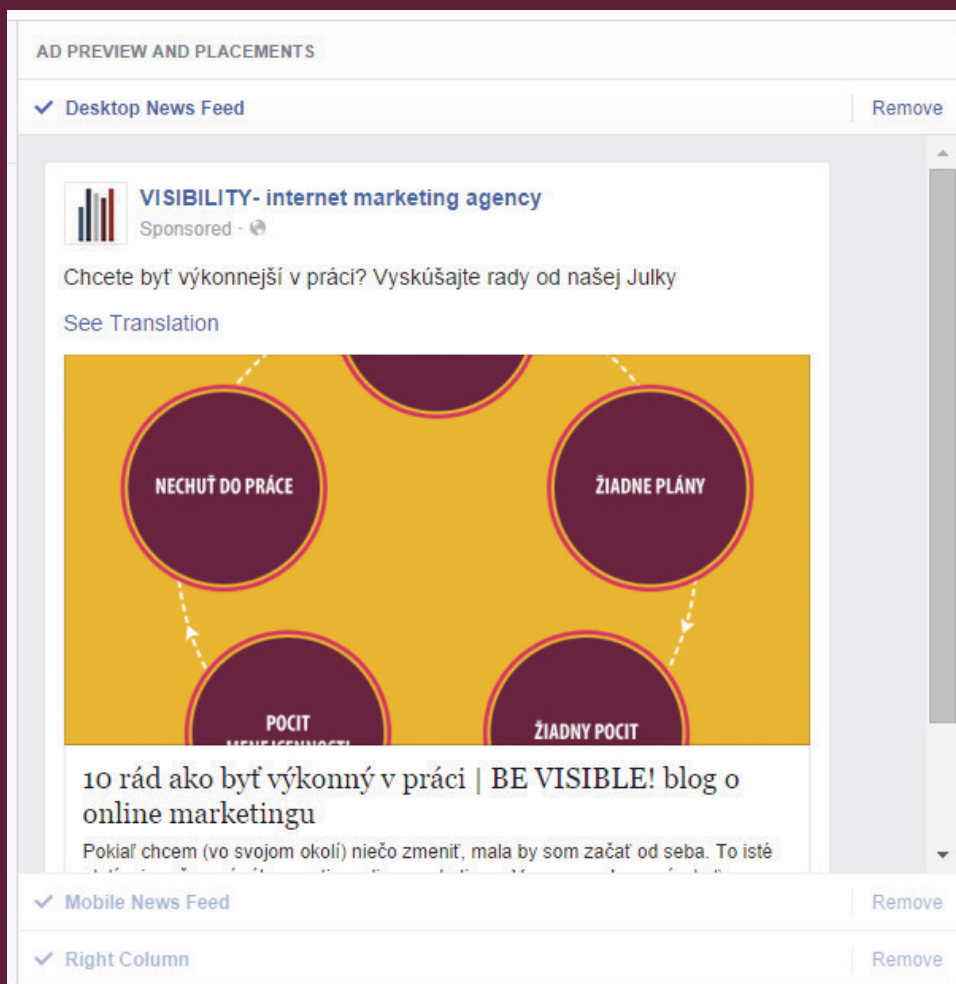 AD PREVIEW AND PLACEMENTS
Desktop News Feed
Remove
VISIBILITY- internet marketing agency
Sponsored ·
Chcete byť výkonnejší v práci? Vyskúšajte rady od našej Julky
See Translation
NECHUŤ DO PRÁCE
ŽIADNE PLÁNY
POCIT
MENEJCENNOSTI
ŽIADNY POCIT
10 rád ako byť výkonný v práci | BE VISIBLE! blog o
online marketingu
Pokiaľ chcem (vo svojom okolí) niečo zmeniť, mala by som začať od seba. To isté
Mobile News Feed
Remove
Right Column
Remove